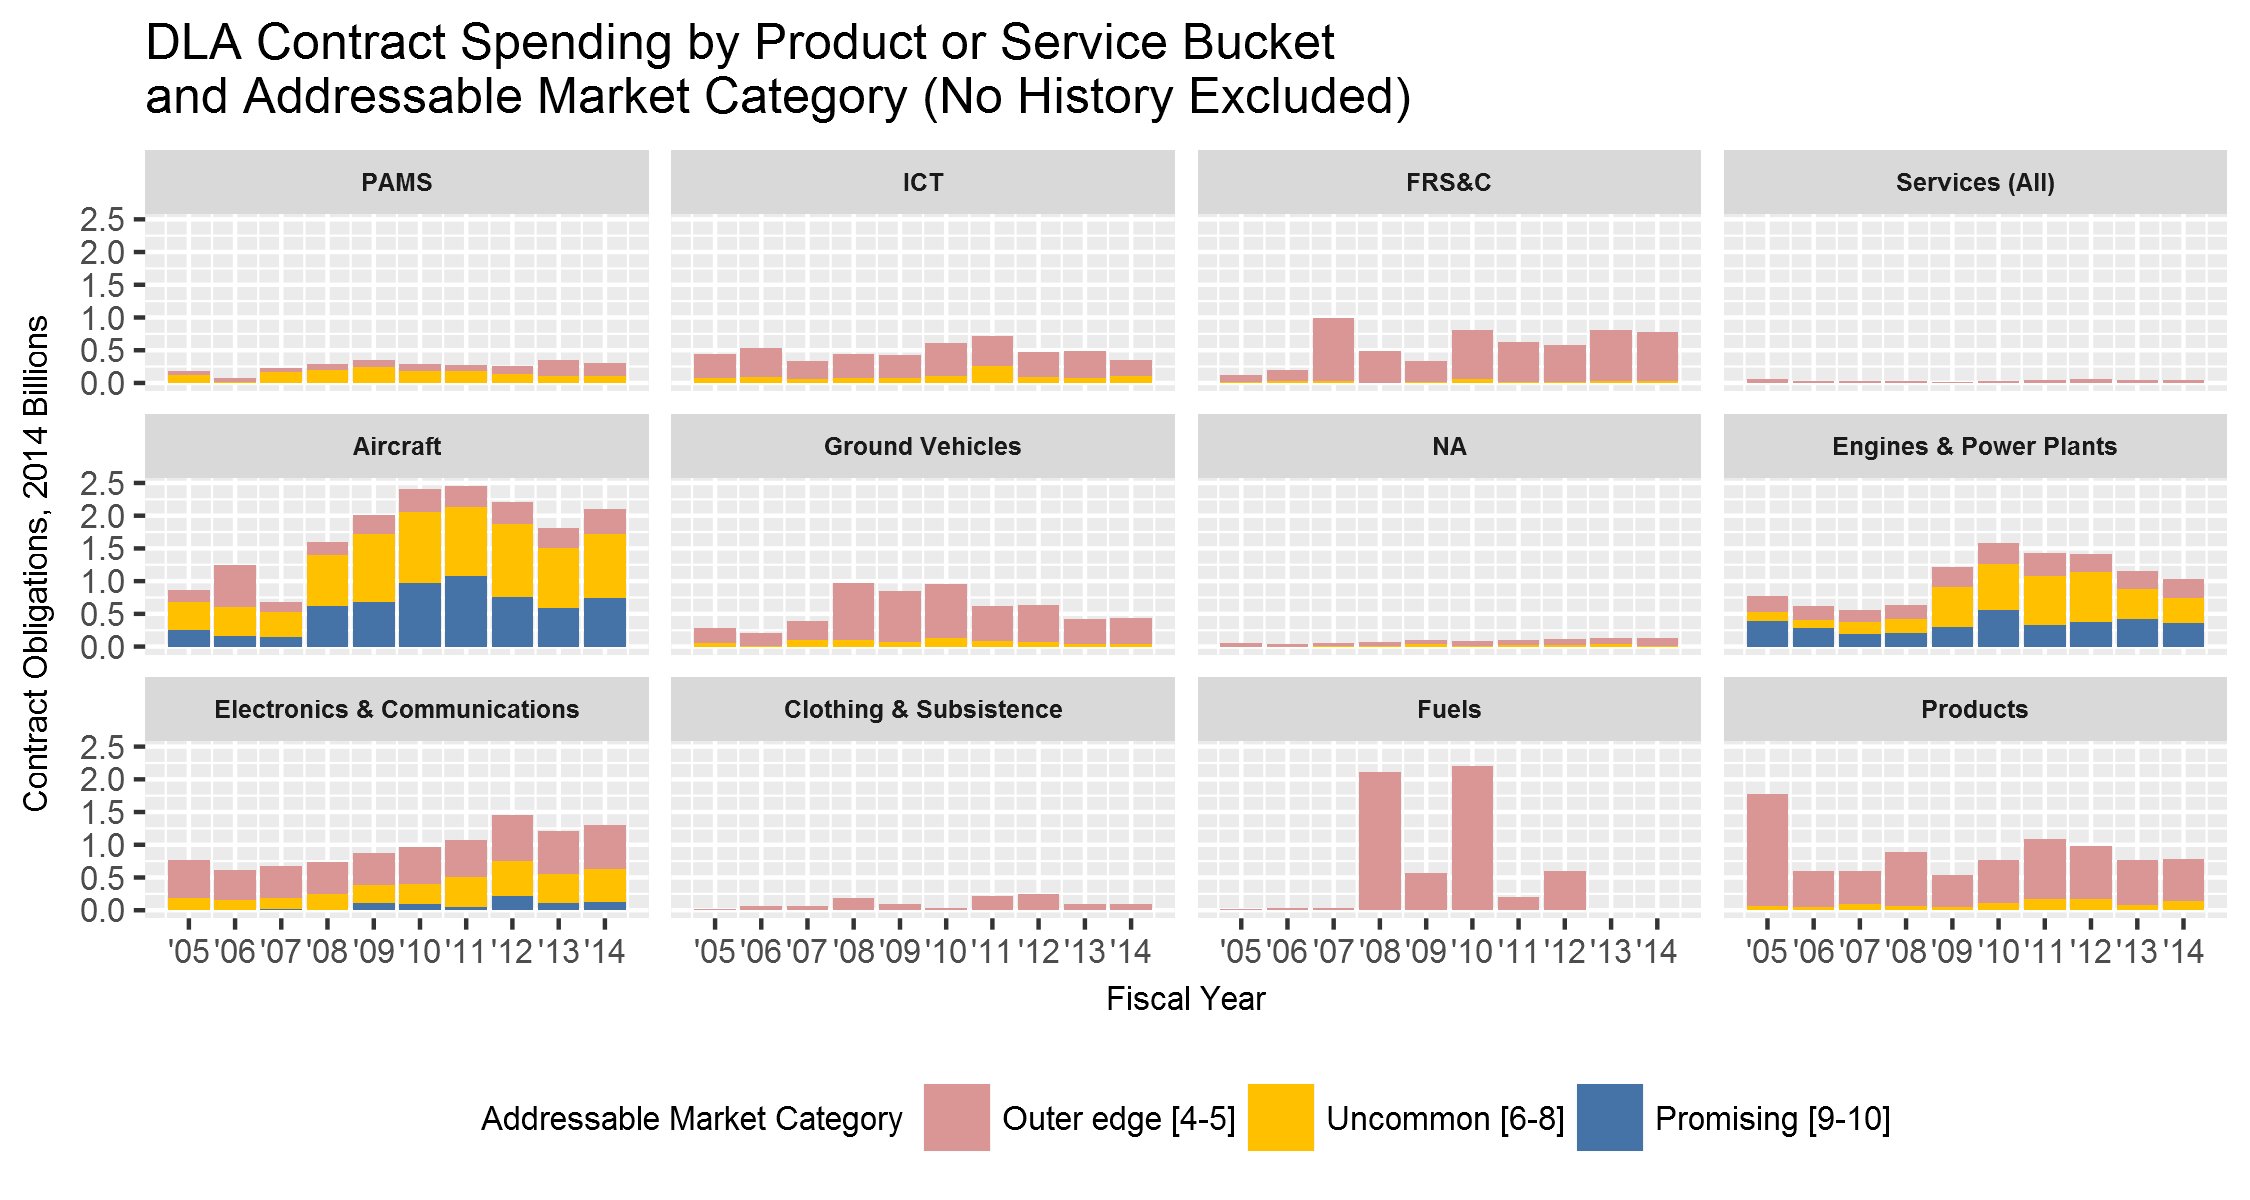 DLA Contract Spending by Product or Service Bucket
and Addressable Market Category (No History Excluded)
PAMS
ICT
FRS&C
Services (All)
2.5
2.0
1.5
1.0
0.5
0.0
Aircraft
Ground Vehicles
NA
Engines & Power Plants
2.5
2.0
1.5
1.0
0.5
0.0
Electronics & Communications
Clothing & Subsistence
Fuels
Products
2.5
2.0
1.5
1.0
0.5
0.0
Contract Obligations, 2014 Billions
'05 '06 '07 '08 '09 '10 '11 '12 '13 '14
'05 '06 '07 '08 '09 '10 '11 '12 '13 '14
'05 '06 '07 '08 '09 '10 '11 '12 '13 '14
'05 '06 '07 '08 '09 '10 '11 '12 '13 '14
Fiscal Year
Addressable Market Category
Outer edge [4-5]
Uncommon [6-8]
Promising [9-10]